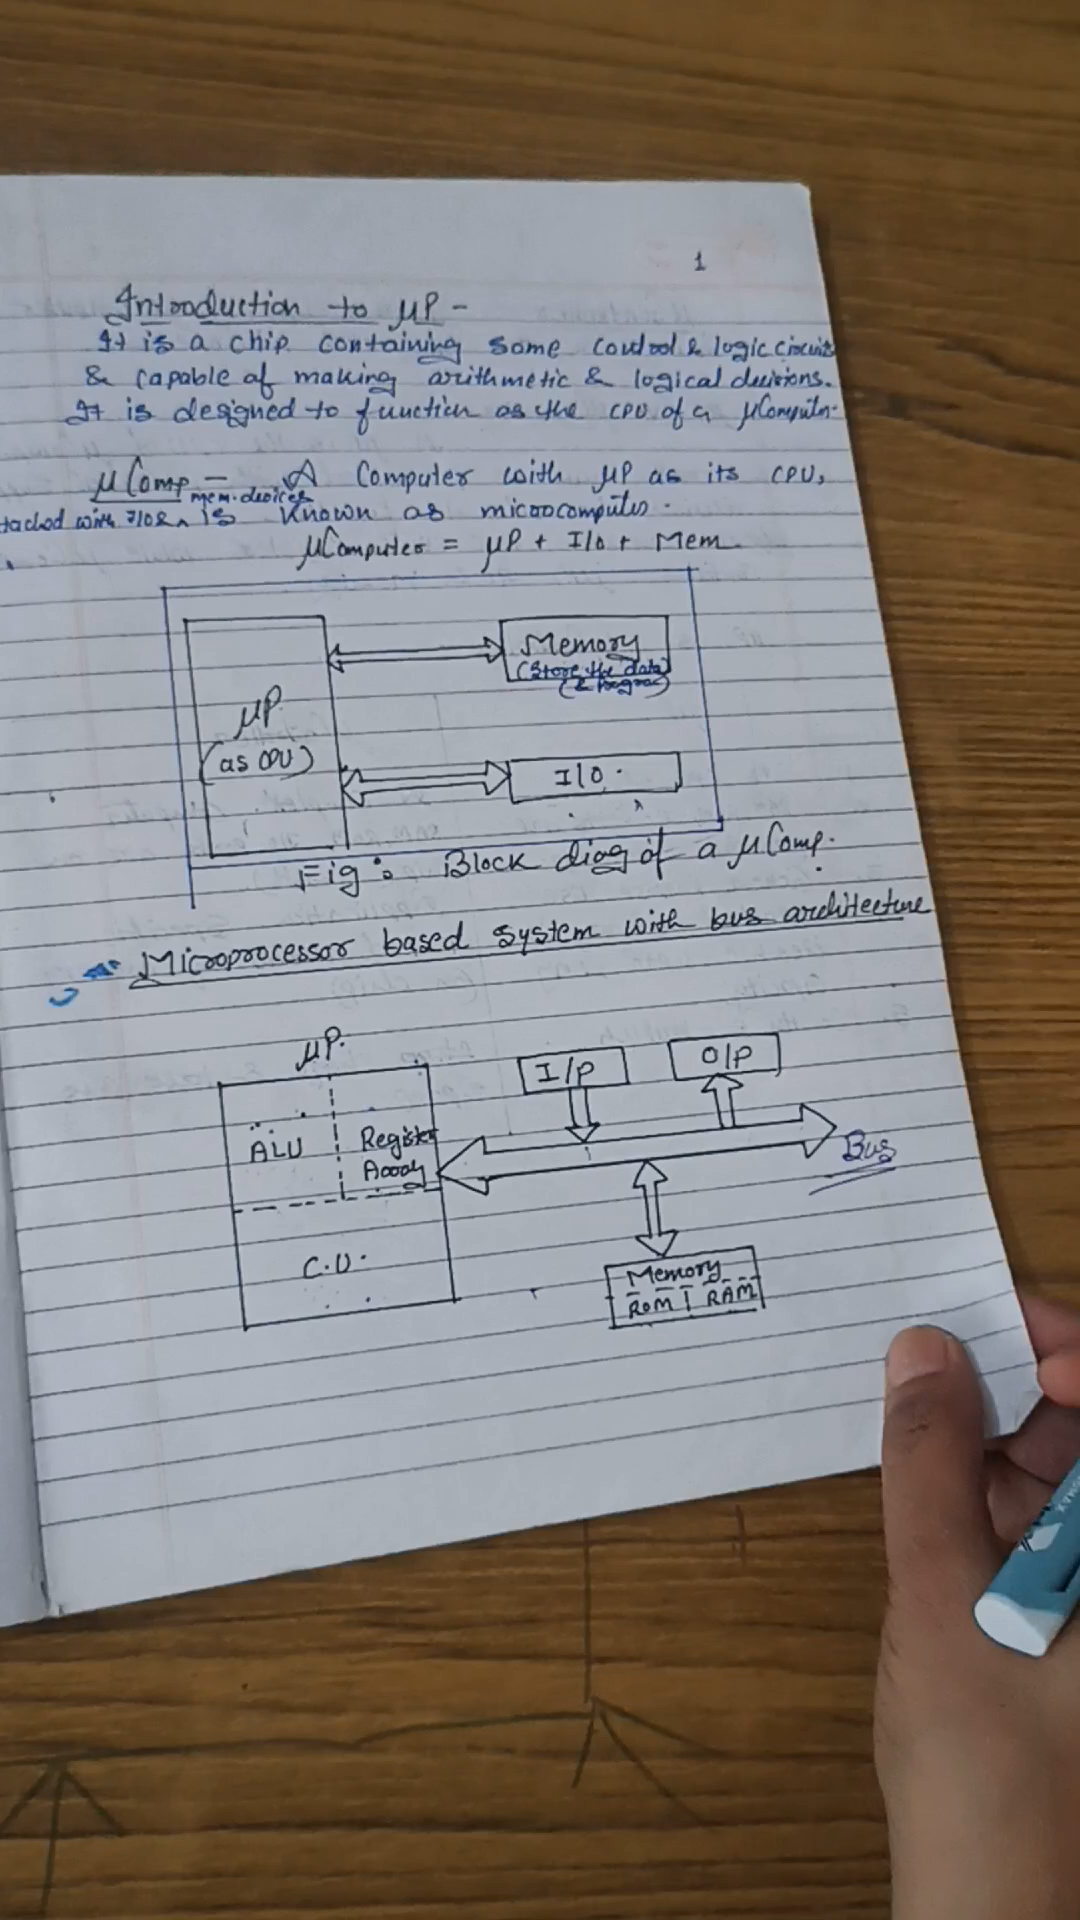 1
Introduction to μP -
It is a chip containing some control & logic circuits
& capable of making arithmetic & logical decisions.
It is designed to function as the CPU of a μComputer.
μComp - A Computer with μP as its CPU,
mem. devices
tached with I/O & ^ is known as microcomputer.
μComputer = μP + I/O + Mem.
Memory
(Store the data)
(& Program)
μP
(as CPU)
I/O.
Fig: Block diag of a μComp.
Microprocessor based system with bus architecture
μP.
I/P
O/P
ALU
Register
Array
Bus
C.U.
Memory
ROM | RAM